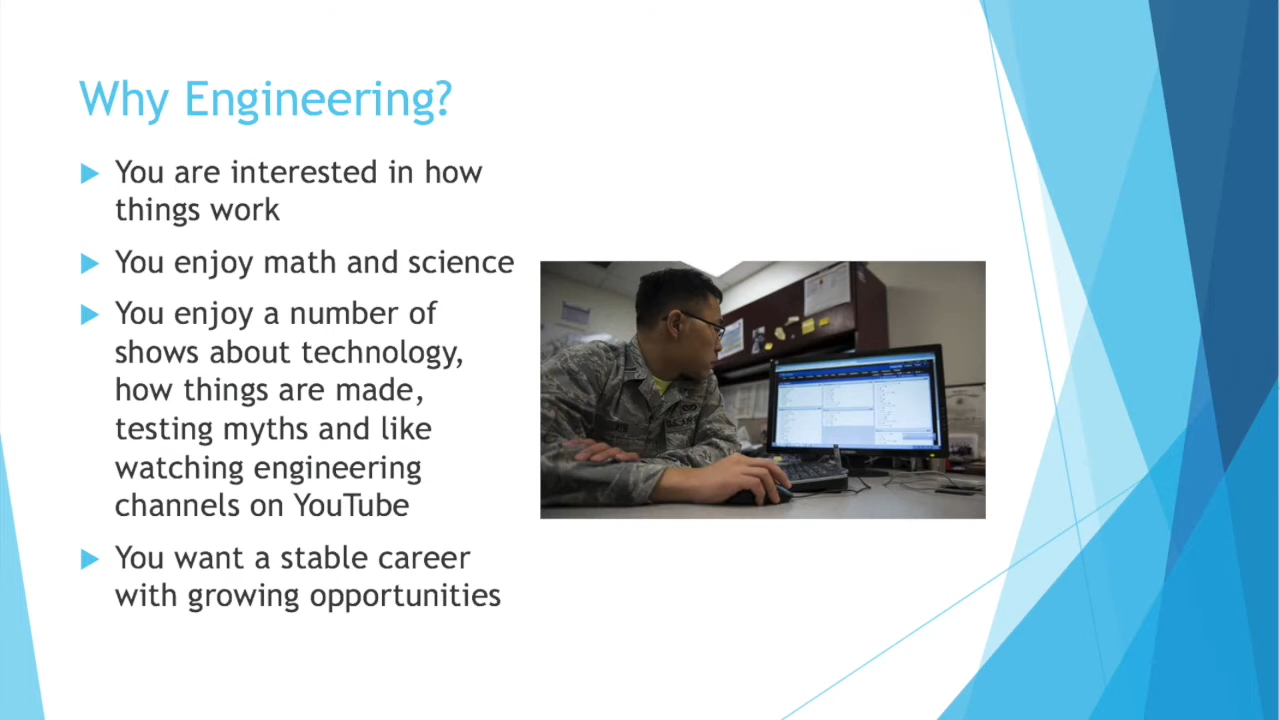 Why Engineering?
You are interested in how
things work
You enjoy math and science
You enjoy a number of
shows about technology,
how things are made,
testing myths and like
watching engineering
channels on YouTube
You want a stable career
with growing opportunities